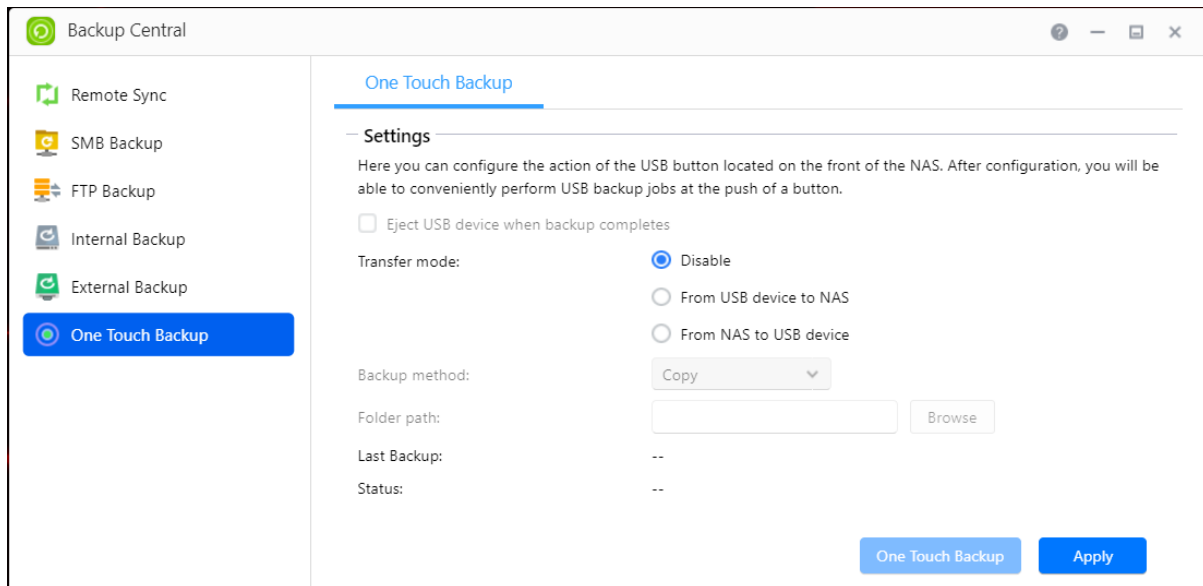 Backup Central
Remote Sync
SMB Backup
FTP Backup
Internal Backup
External Backup
One Touch Backup
One Touch Backup
Settings
Here you can configure the action of the USB button located on the front of the NAS. After configuration, you will be
able to conveniently perform USB backup jobs at the push of a button.
Eject USB device when backup completes
Transfer mode:
Disable
From USB device to NAS
From NAS to USB device
Backup method:
Copy
Folder path:
Browse
Last Backup:
--
Status:
--
One Touch Backup
Apply